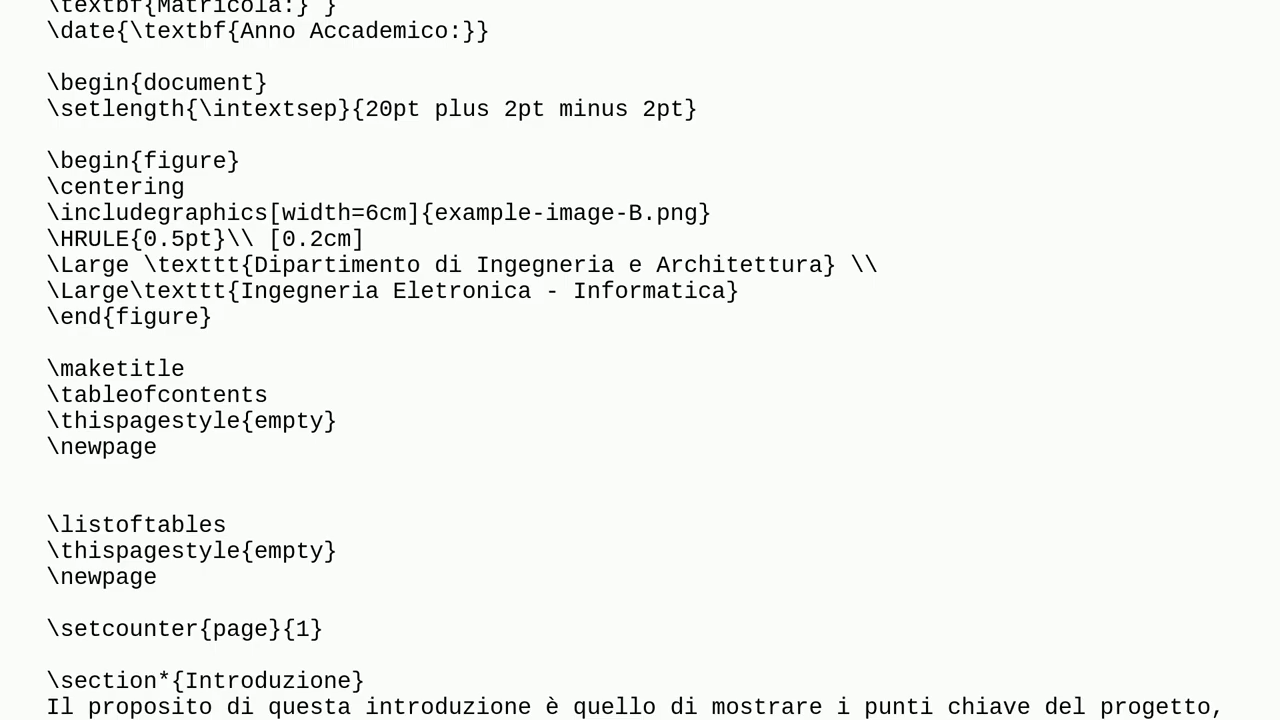 \textbf{Matricola:} }
\date{\textbf{Anno Accademico:}}
\begin{document}
\setlength{\intextsep}{20pt plus 2pt minus 2pt}
\begin{figure}
\centering
\includegraphics[width=6cm]{example-image-B.png}
\HRULE{0.5pt}\\ [0.2cm]
\Large \texttt{Dipartimento di Ingegneria e Architettura} \\
\Large\texttt{Ingegneria Eletronica - Informatica}
\end{figure}
\maketitle
\tableofcontents
\thispagestyle{empty}
\newpage
\listoftables
\thispagestyle{empty}
\newpage
\setcounter{page}{1}
\section*{Introduzione}
Il proposito di questa introduzione è quello di mostrare i punti chiave del progetto,